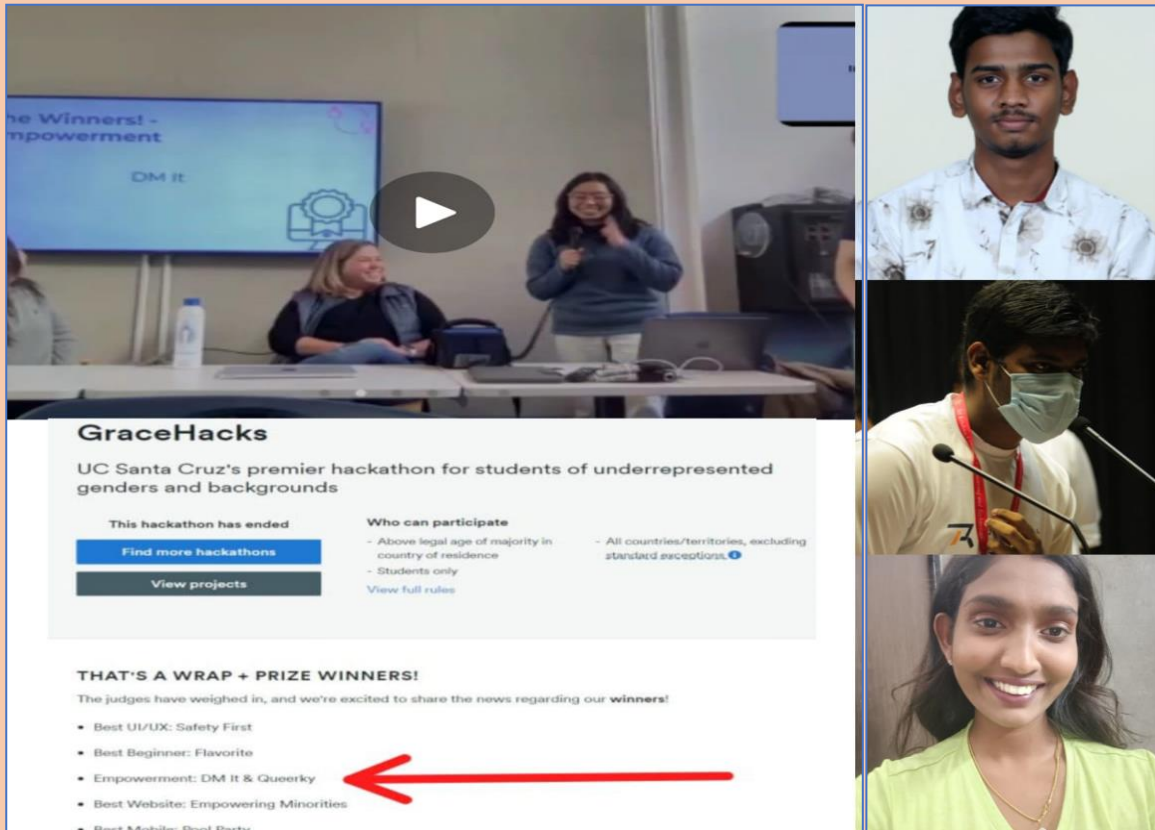 he Winners! -
mpowerment
DM It
GraceHacks
UC Santa Cruz's premier hackathon for students of underrepresented
genders and backgrounds
This hackathon has ended
Find more hackathons
View projects
Who can participate
- Above legal age of majority in
country of residence
- Students only
View full rules
- All countries/territories, excluding
standard exceptions
THAT'S A WRAP + PRIZE WINNERS!
The judges have weighed in, and we're excited to share the news regarding our winners!
• Best UI/UX: Safety First
• Best Beginner: Flavorite
• Empowerment: DM It & Queerky
• Best Website: Empowering Minorities
• Best Mobile: Pool Party